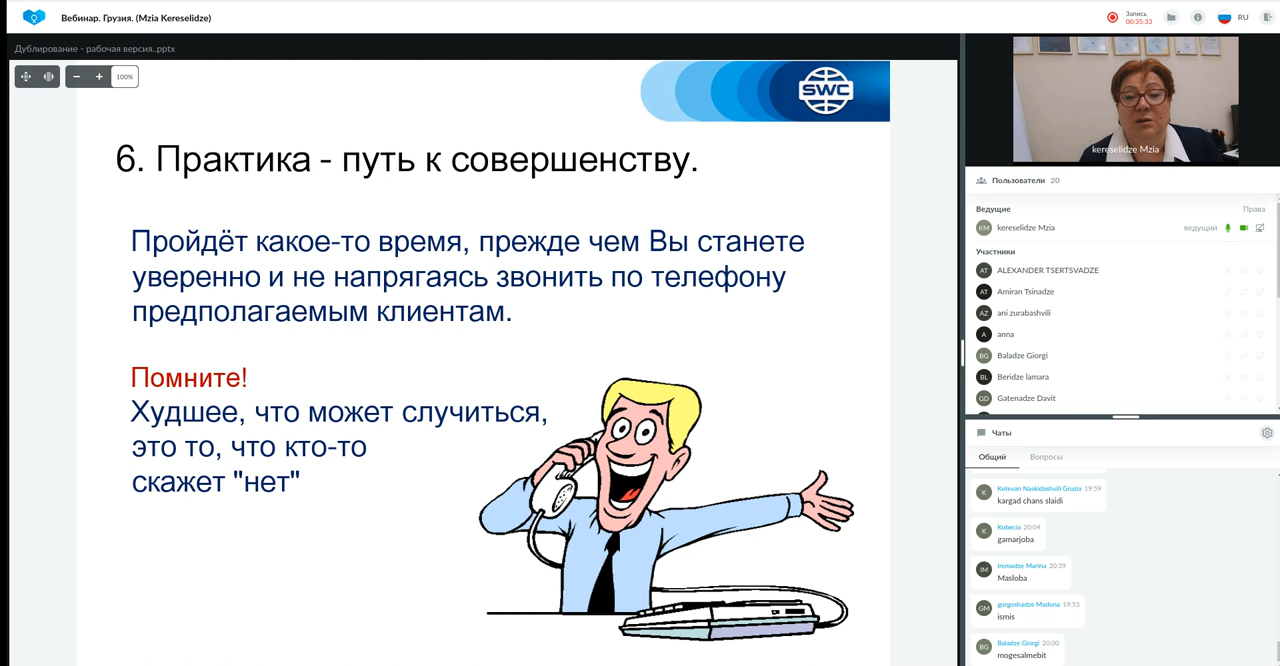 Вебинар. Грузия. (Mzia Kereselidze)
Запись
00:35:33
RU
Дублирование - рабочая версия..pptx
100%
SWC
6. Практика - путь к совершенству.
Пройдёт какое-то время, прежде чем Вы станете
уверенно и не напрягаясь звонить по телефону
предполагаемым клиентам.
Помните!
Худшее, что может случиться,
это то, что кто-то
скажет "нет"
kereselidze Mzia
Пользователи 20
Ведущие Права
KM kereselidze Mzia ведущий
Участники
AT ALEXANDER TSERTSVADZE
AT Amiran Tsinadze
AZ ani zurabashvili
A anna
BG Baladze Giorgi
BL Beridze lamara
GD Gatenadze Davit
Чаты
Общий Вопросы
K Ketevan Naskidashvili Gruzia 19:59
kargad chans slaidi
K Kubecia 20:04
gamarjoba
IM Iremadze Marina 20:39
Masloba
GM gorgoshadze Madona 19:53
ismis
BG Baladze Giorgi 20:00
mogesalmebit